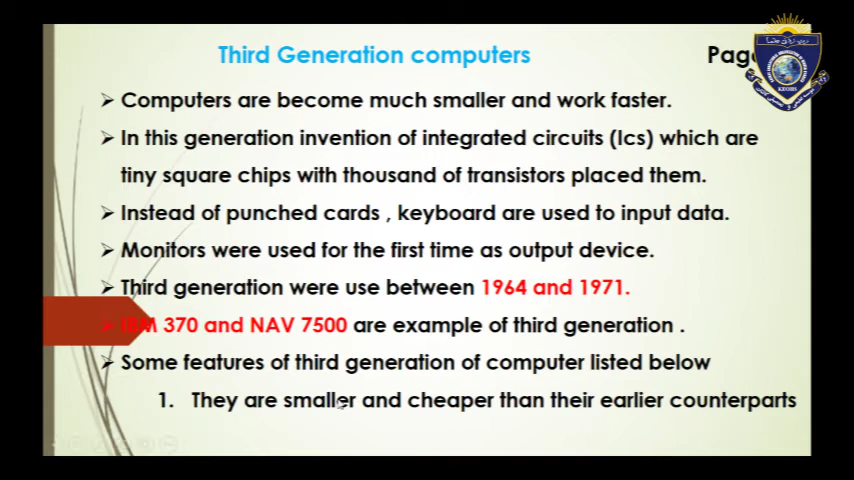 Third Generation computers
Page
➢ Computers are become much smaller and work faster.
➢ In this generation invention of integrated circuits (Ics) which are
tiny square chips with thousand of transistors placed them.
➢ Instead of punched cards , keyboard are used to input data.
➢ Monitors were used for the first time as output device.
➢ Third generation were use between 1964 and 1971.
➢ IBM 370 and NAV 7500 are example of third generation .
➢ Some features of third generation of computer listed below
1. They are smaller and cheaper than their earlier counterparts